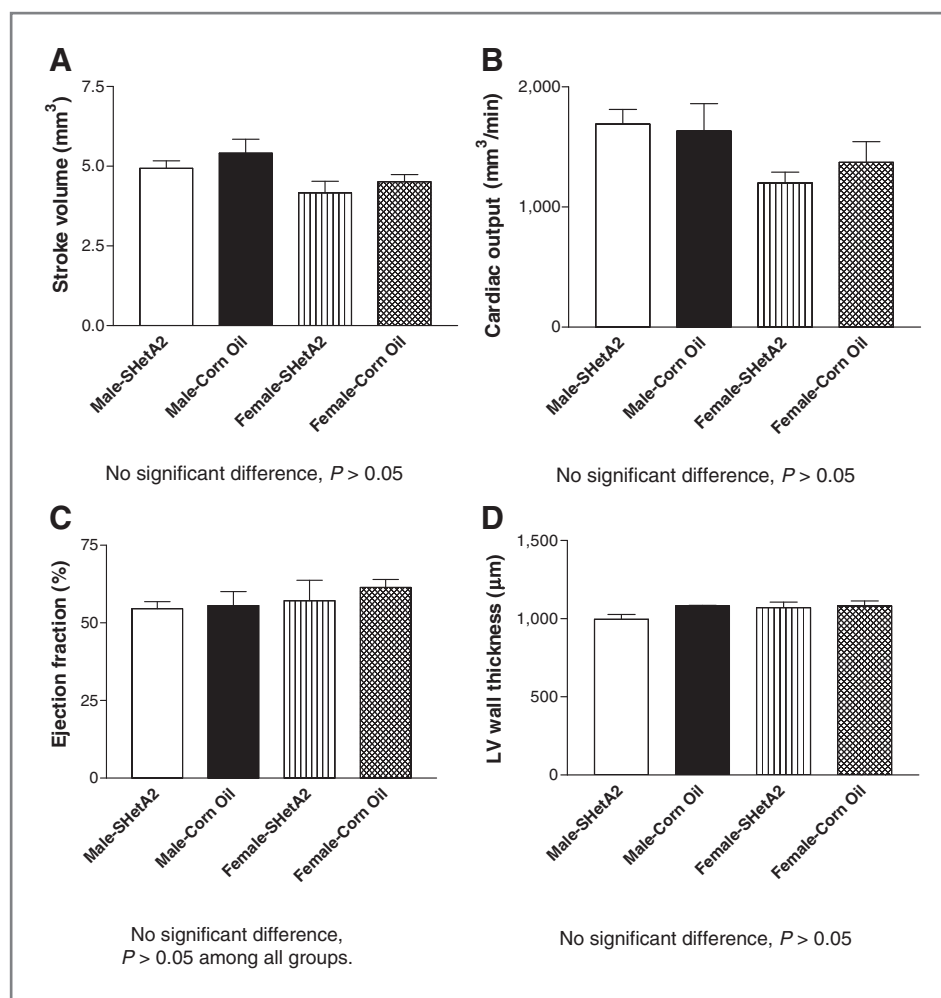 A
Stroke volume (mm3)
7.5
5.0
2.5
0.0
Male-SHetA2
Male-Corn Oil
Female-SHetA2
Female-Corn Oil
No significant difference, P > 0.05
B
Cardiac output (mm3/min)
2,000
1,000
0
Male-SHetA2
Male-Corn Oil
Female-SHetA2
Female-Corn Oil
No significant difference, P > 0.05
C
Ejection fraction (%)
75
50
25
0
Male-SHetA2
Male-Corn Oil
Female-SHetA2
Female-Corn Oil
No significant difference,
P > 0.05 among all groups.
D
LV wall thickness (μm)
1,500
1,000
500
0
Male-SHetA2
Male-Corn Oil
Female-SHetA2
Female-Corn Oil
No significant difference, P > 0.05